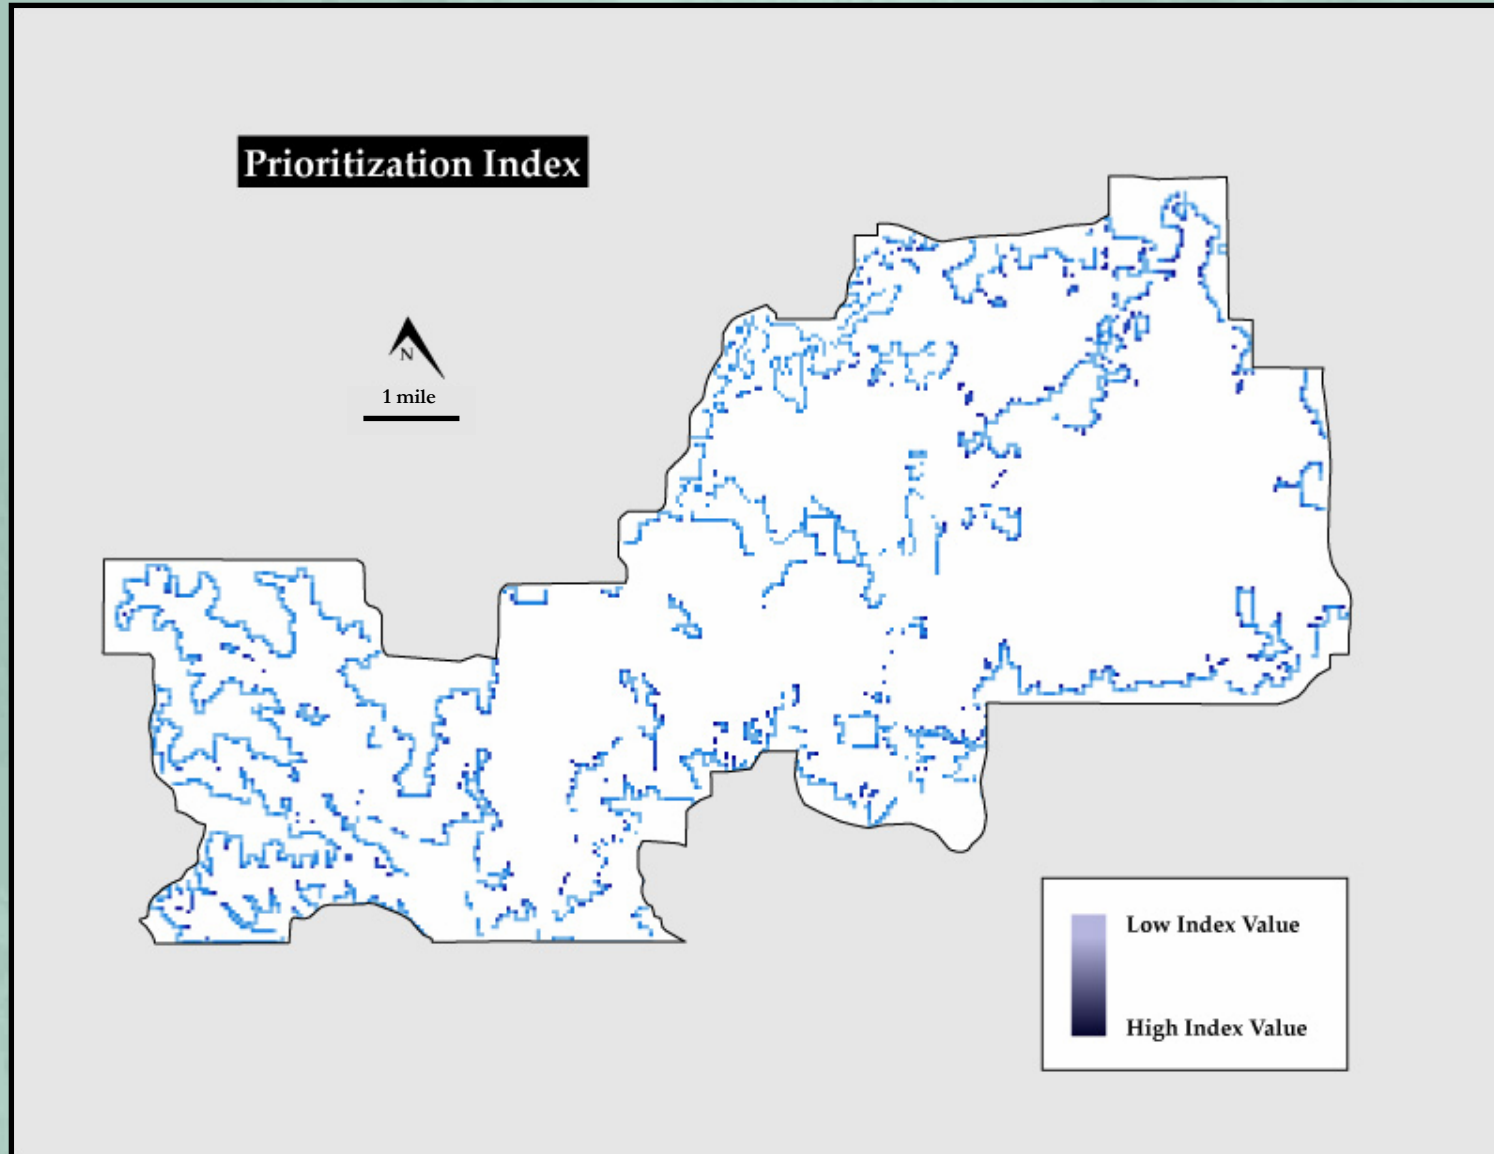 Prioritization Index
N
1 mile
Low Index Value
High Index Value